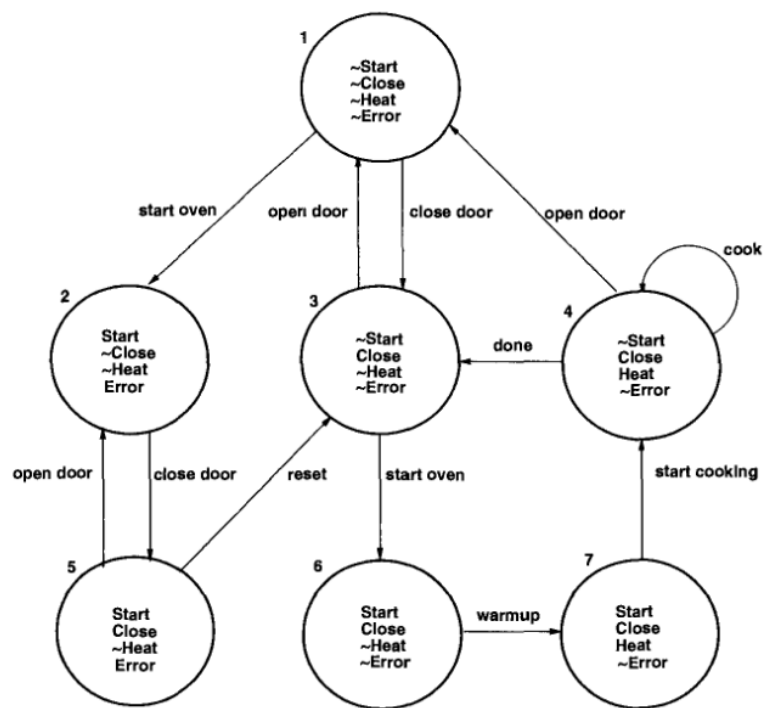 1
~Start
~Close
~Heat
~Error
start oven
open door
close door
open door
cook
2
Start
~Close
~Heat
Error
3
~Start
Close
~Heat
~Error
done
4
~Start
Close
Heat
~Error
open door
close door
reset
start oven
start cooking
5
Start
Close
~Heat
Error
6
Start
Close
~Heat
~Error
warmup
7
Start
Close
Heat
~Error